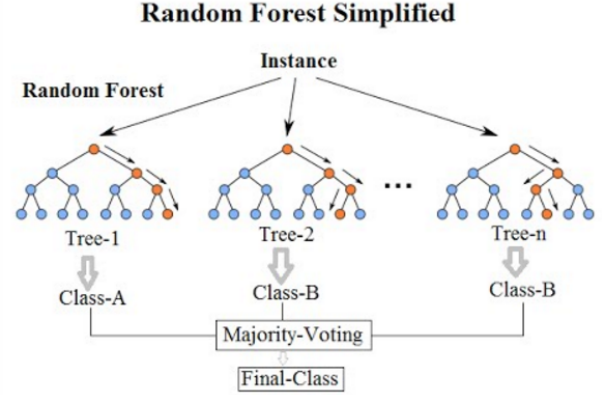 Random Forest Simplified
Instance
Random Forest
...
Tree-1
Tree-2
Tree-n
Class-A
Class-B
Class-B
Majority-Voting
Final-Class